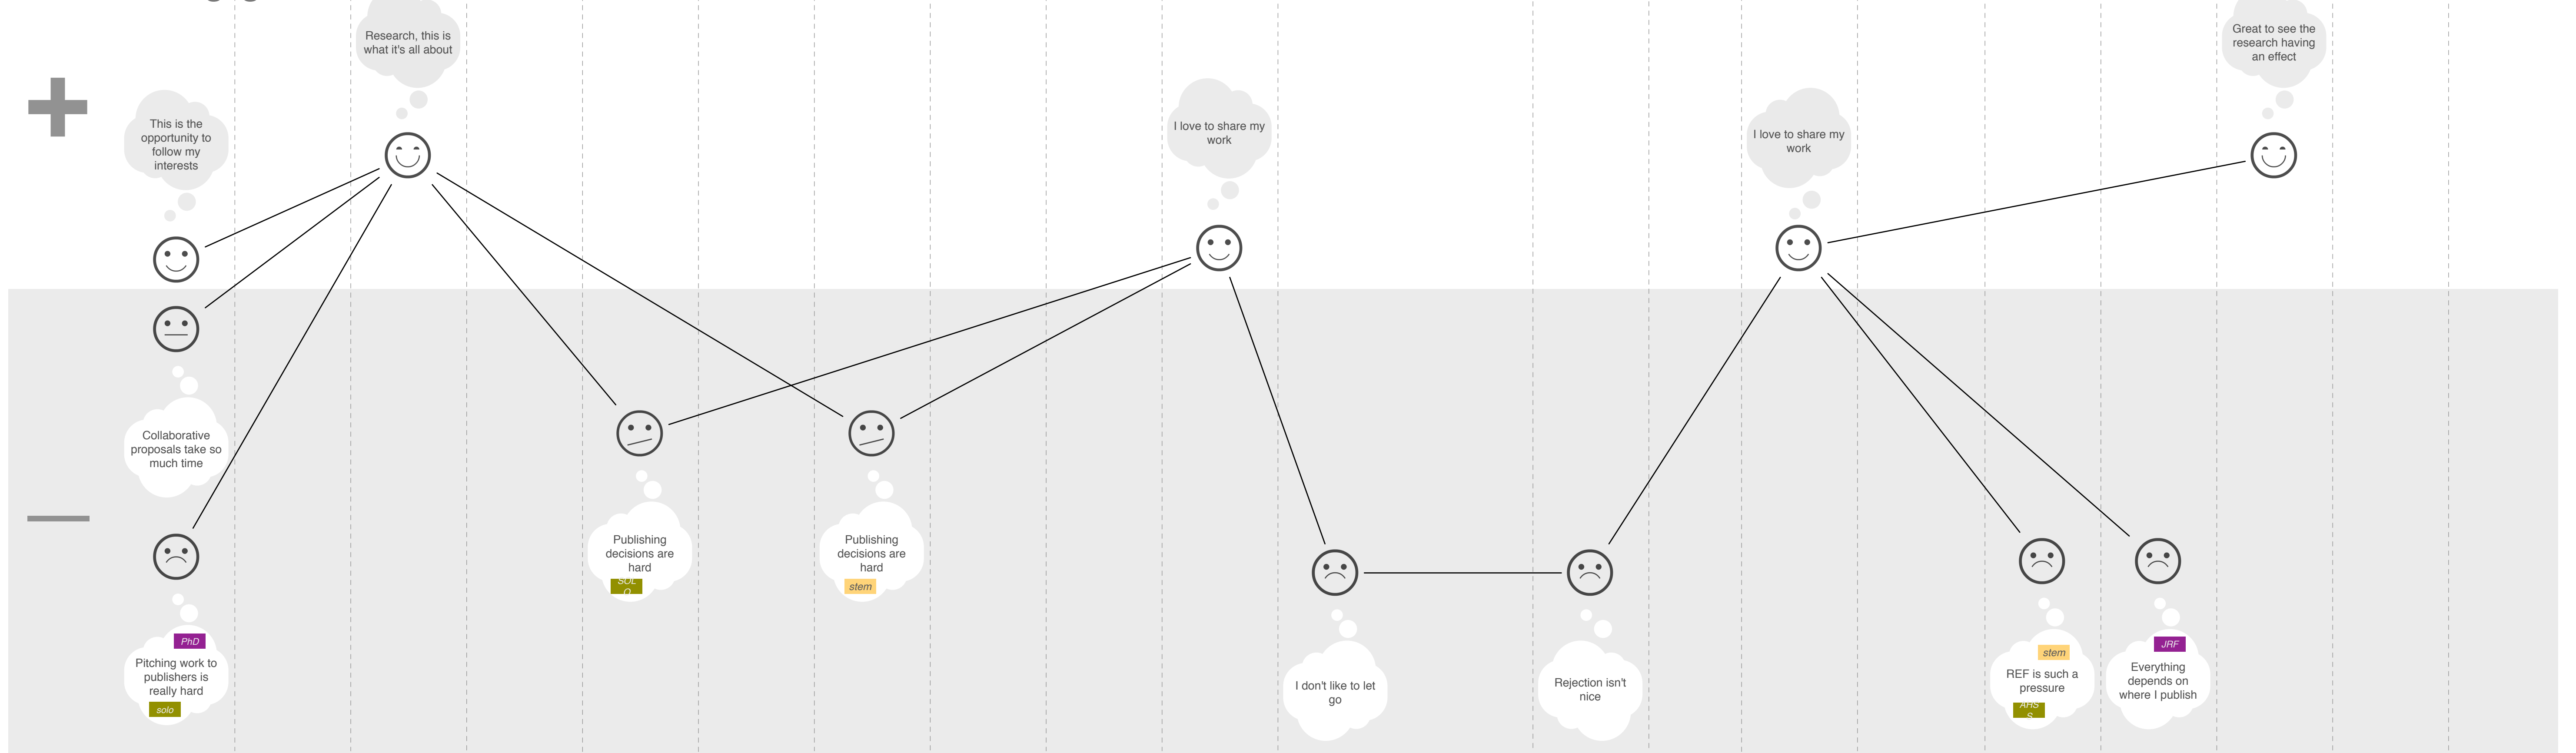 Research, this is
what it's all about
Great to see the
research having
an effect
This is the
opportunity to
follow my
interests
I love to share my
work
I love to share my
work
Collaborative
proposals take so
much time
Publishing
decisions are
hard
SOL
O
Publishing
decisions are
hard
stem
PhD
Pitching work to
publishers is
really hard
solo
I don't like to let
go
Rejection isn't
nice
stem
REF is such a
pressure
AHS
S
JRF
Everything
depends on
where I publish